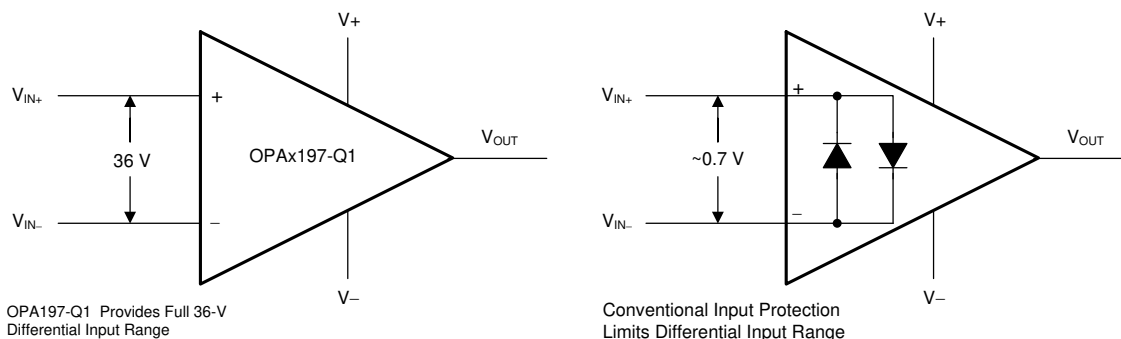 V+
VIN+
+
36 V
OPAx197-Q1
VOUT
VIN–
–
V–
OPA197-Q1 Provides Full 36-V
Differential Input Range
V+
VIN+
+
~0.7 V
VOUT
VIN–
–
V–
Conventional Input Protection
Limits Differential Input Range